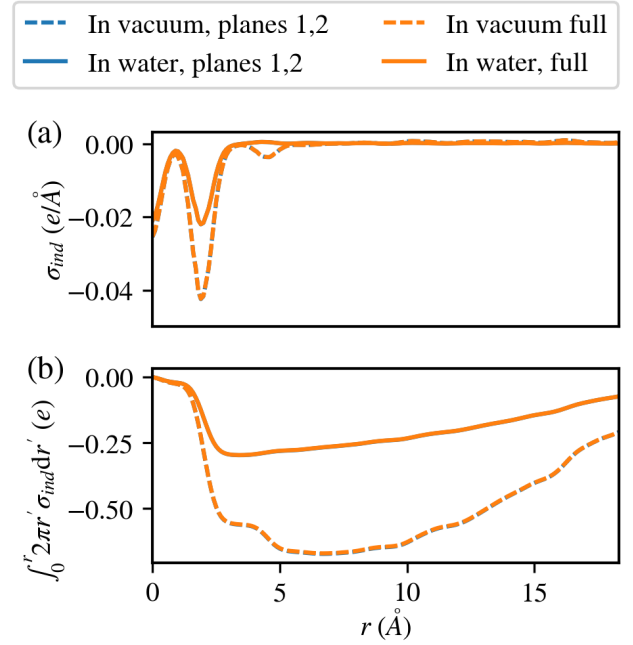 In vacuum, planes 1,2
In vacuum full
In water, planes 1,2
In water, full
(a)
0.00
−0.02
−0.04
σ_ind (e/Å)
(b)
0.00
−0.25
−0.50
∫₀ʳ 2πr′σ_ind dr′ (e)
0
5
10
15
r (Å)